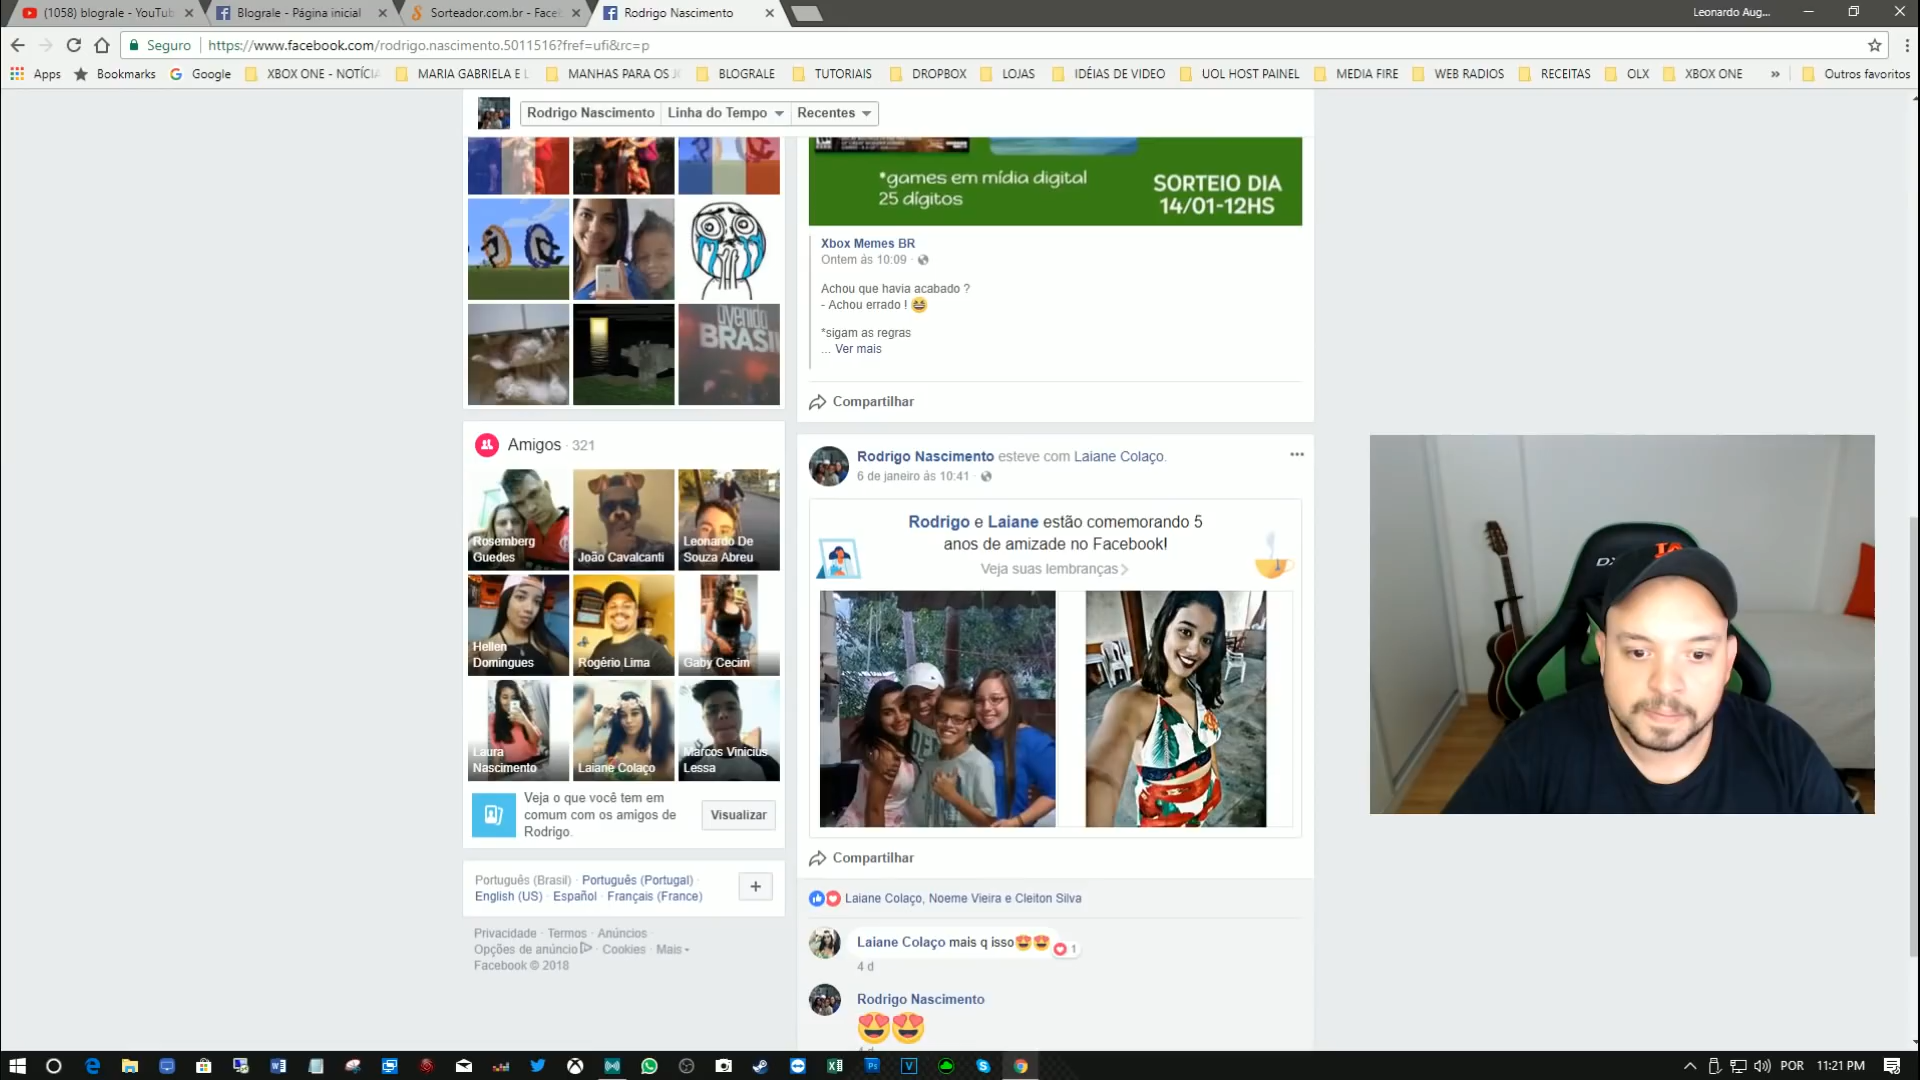 (1058) blograle - YouTub
Blograle - Página inicial
Sorteador.com.br - Face
Rodrigo Nascimento
Leonardo Aug...
Seguro
https://www.facebook.com/rodrigo.nascimento.5011516?fref=ufi&rc=p
Apps
Bookmarks
Google
XBOX ONE - NOTÍCIA
MARIA GABRIELA E L
MANHAS PARA OS JO
BLOGRALE
TUTORIAIS
DROPBOX
LOJAS
IDÉIAS DE VIDEO
UOL HOST PAINEL
MEDIA FIRE
WEB RADIOS
RECEITAS
OLX
XBOX ONE
Outros favoritos
Rodrigo Nascimento
Linha do Tempo
Recentes
*games em mídia digital
25 dígitos
SORTEIO DIA
14/01-12HS
avenida
BRASIL
Xbox Memes BR
Ontem às 10:09 ·
Achou que havia acabado ?
- Achou errado ! 😆
*sigam as regras
... Ver mais
Compartilhar
Amigos · 321
Rosemberg
Guedes
João Cavalcanti
Leonardo De
Souza Abreu
Hellen
Domingues
Rogério Lima
Gaby Cecim
Laura
Nascimento
Laiane Colaço
Marcos Vinicius
Lessa
Veja o que você tem em
comum com os amigos de
Rodrigo.
Visualizar
Português (Brasil) · Português (Portugal) ·
English (US) · Español · Français (France)
Privacidade · Termos · Anúncios ·
Opções de anúncio · Cookies · Mais
Facebook © 2018
Rodrigo Nascimento esteve com Laiane Colaço.
6 de janeiro às 10:41 ·
Rodrigo e Laiane estão comemorando 5
anos de amizade no Facebook!
Veja suas lembranças
Compartilhar
Laiane Colaço, Noeme Vieira e Cleiton Silva
Laiane Colaço mais q isso😍😍
1
4 d
Rodrigo Nascimento
😍😍
POR
11:21 PM